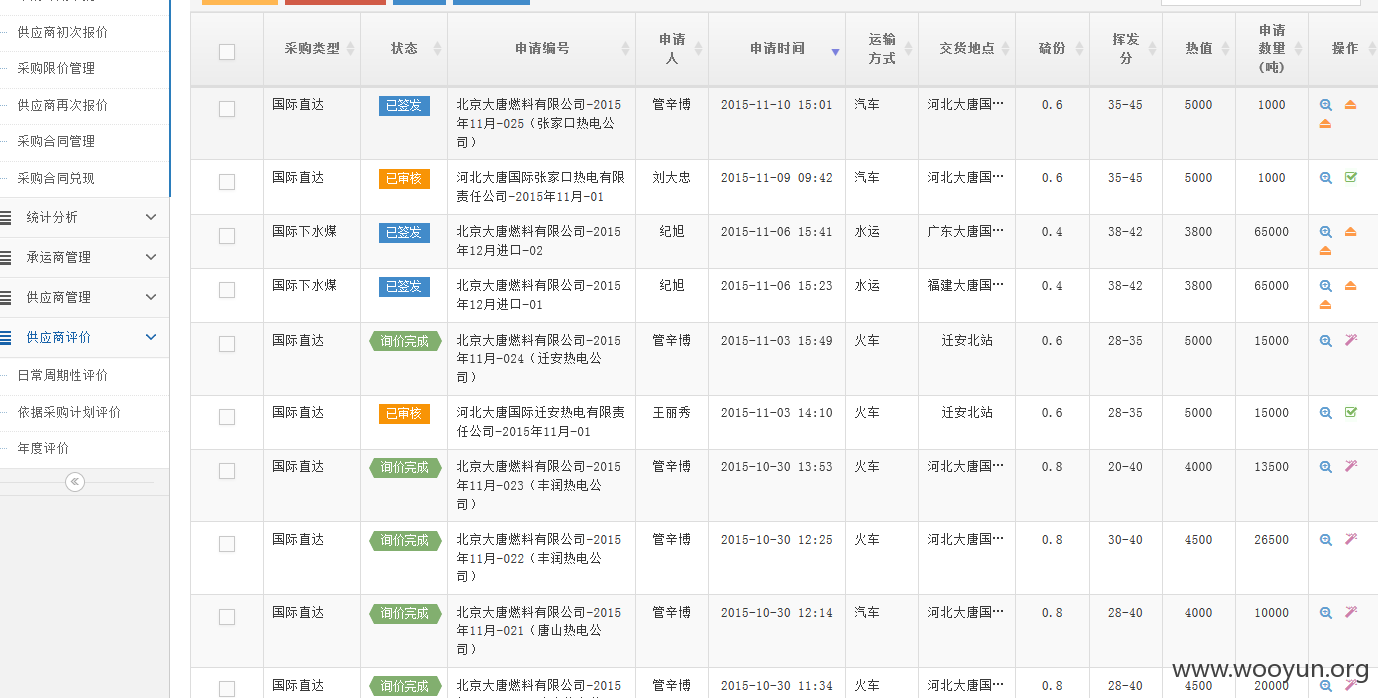 供应商初次报价
采购限价管理
供应商再次报价
采购合同管理
采购合同兑现
统计分析
承运商管理
供应商管理
供应商评价
日常周期性评价
依据采购计划评价
年度评价
采购类型 状态 申请编号 申请人 申请时间 运输方式 交货地点 硫份 挥发分 热值 申请数量(吨) 操作
国际直达 已签发 北京大唐燃料有限公司-2015 管辛博 2015-11-10 15:01 汽车 河北大唐国… 0.6 35-45 5000 1000
年11月-025（张家口热电公
司）
国际直达 已审核 河北大唐国际张家口热电有限 刘大忠 2015-11-09 09:42 汽车 河北大唐国… 0.6 35-45 5000 1000
责任公司-2015年11月-01
国际下水煤 已签发 北京大唐燃料有限公司-2015 纪旭 2015-11-06 15:41 水运 广东大唐国… 0.4 38-42 3800 65000
年12月进口-02
国际下水煤 已签发 北京大唐燃料有限公司-2015 纪旭 2015-11-06 15:23 水运 福建大唐国… 0.4 38-42 3800 65000
年12月进口-01
国际直达 询价完成 北京大唐燃料有限公司-2015 管辛博 2015-11-03 15:49 火车 迁安北站 0.6 28-35 5000 15000
年11月-024（迁安热电公
司）
国际直达 已审核 河北大唐国际迁安热电有限责 王丽秀 2015-11-03 14:10 火车 迁安北站 0.6 28-35 5000 15000
任公司-2015年11月-01
国际直达 询价完成 北京大唐燃料有限公司-2015 管辛博 2015-10-30 13:53 火车 河北大唐国… 0.8 20-40 4000 13500
年11月-023（丰润热电公
司）
国际直达 询价完成 北京大唐燃料有限公司-2015 管辛博 2015-10-30 12:25 火车 河北大唐国… 0.8 30-40 4500 26500
年11月-022（丰润热电公
司）
国际直达 询价完成 北京大唐燃料有限公司-2015 管辛博 2015-10-30 12:14 汽车 河北大唐国… 0.8 28-40 4000 10000
年11月-021（唐山热电公
司）
国际直达 询价完成 北京大唐燃料有限公司-2015 管辛博 2015-10-30 11:34 火车 河北大唐国… 0.8 28-40 4500 20000
www.wooyun.org